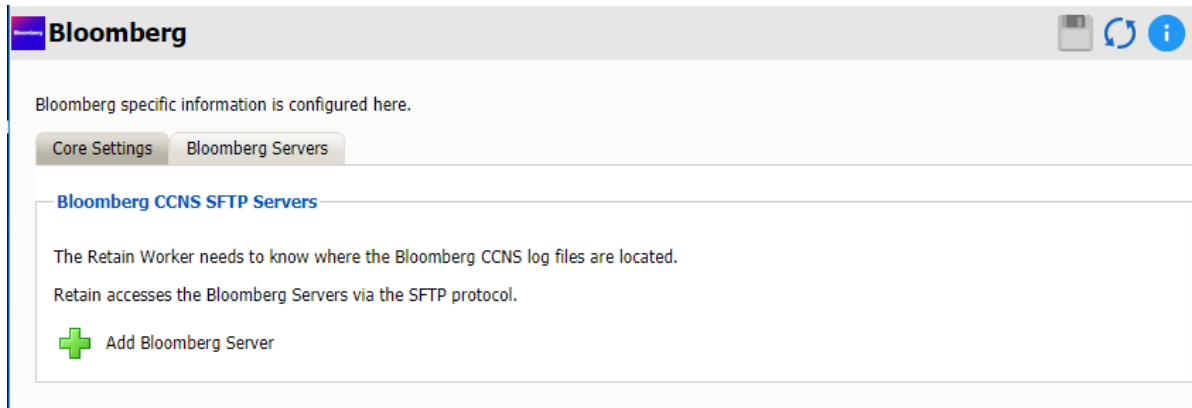 Bloomberg
Bloomberg
Bloomberg specific information is configured here.
Core Settings Bloomberg Servers
Bloomberg CCNS SFTP Servers
The Retain Worker needs to know where the Bloomberg CCNS log files are located.
Retain accesses the Bloomberg Servers via the SFTP protocol.
Add Bloomberg Server